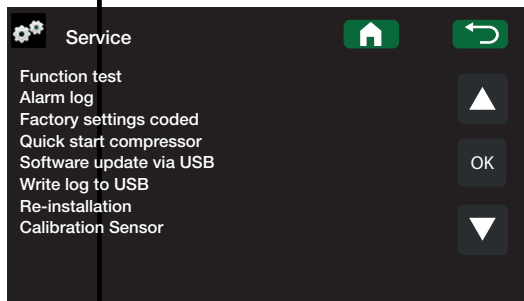 Service
Function test
Alarm log
Factory settings coded
Quick start compressor
Software update via USB
Write log to USB
Re-installation
Calibration Sensor
OK